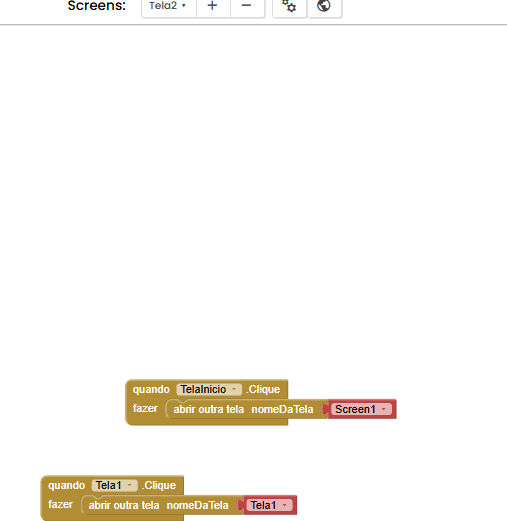 Screens: Tela2 + −
quando TelaInicio .Clique
fazer abrir outra tela nomeDaTela Screen1
quando Tela1 .Clique
fazer abrir outra tela nomeDaTela Tela1